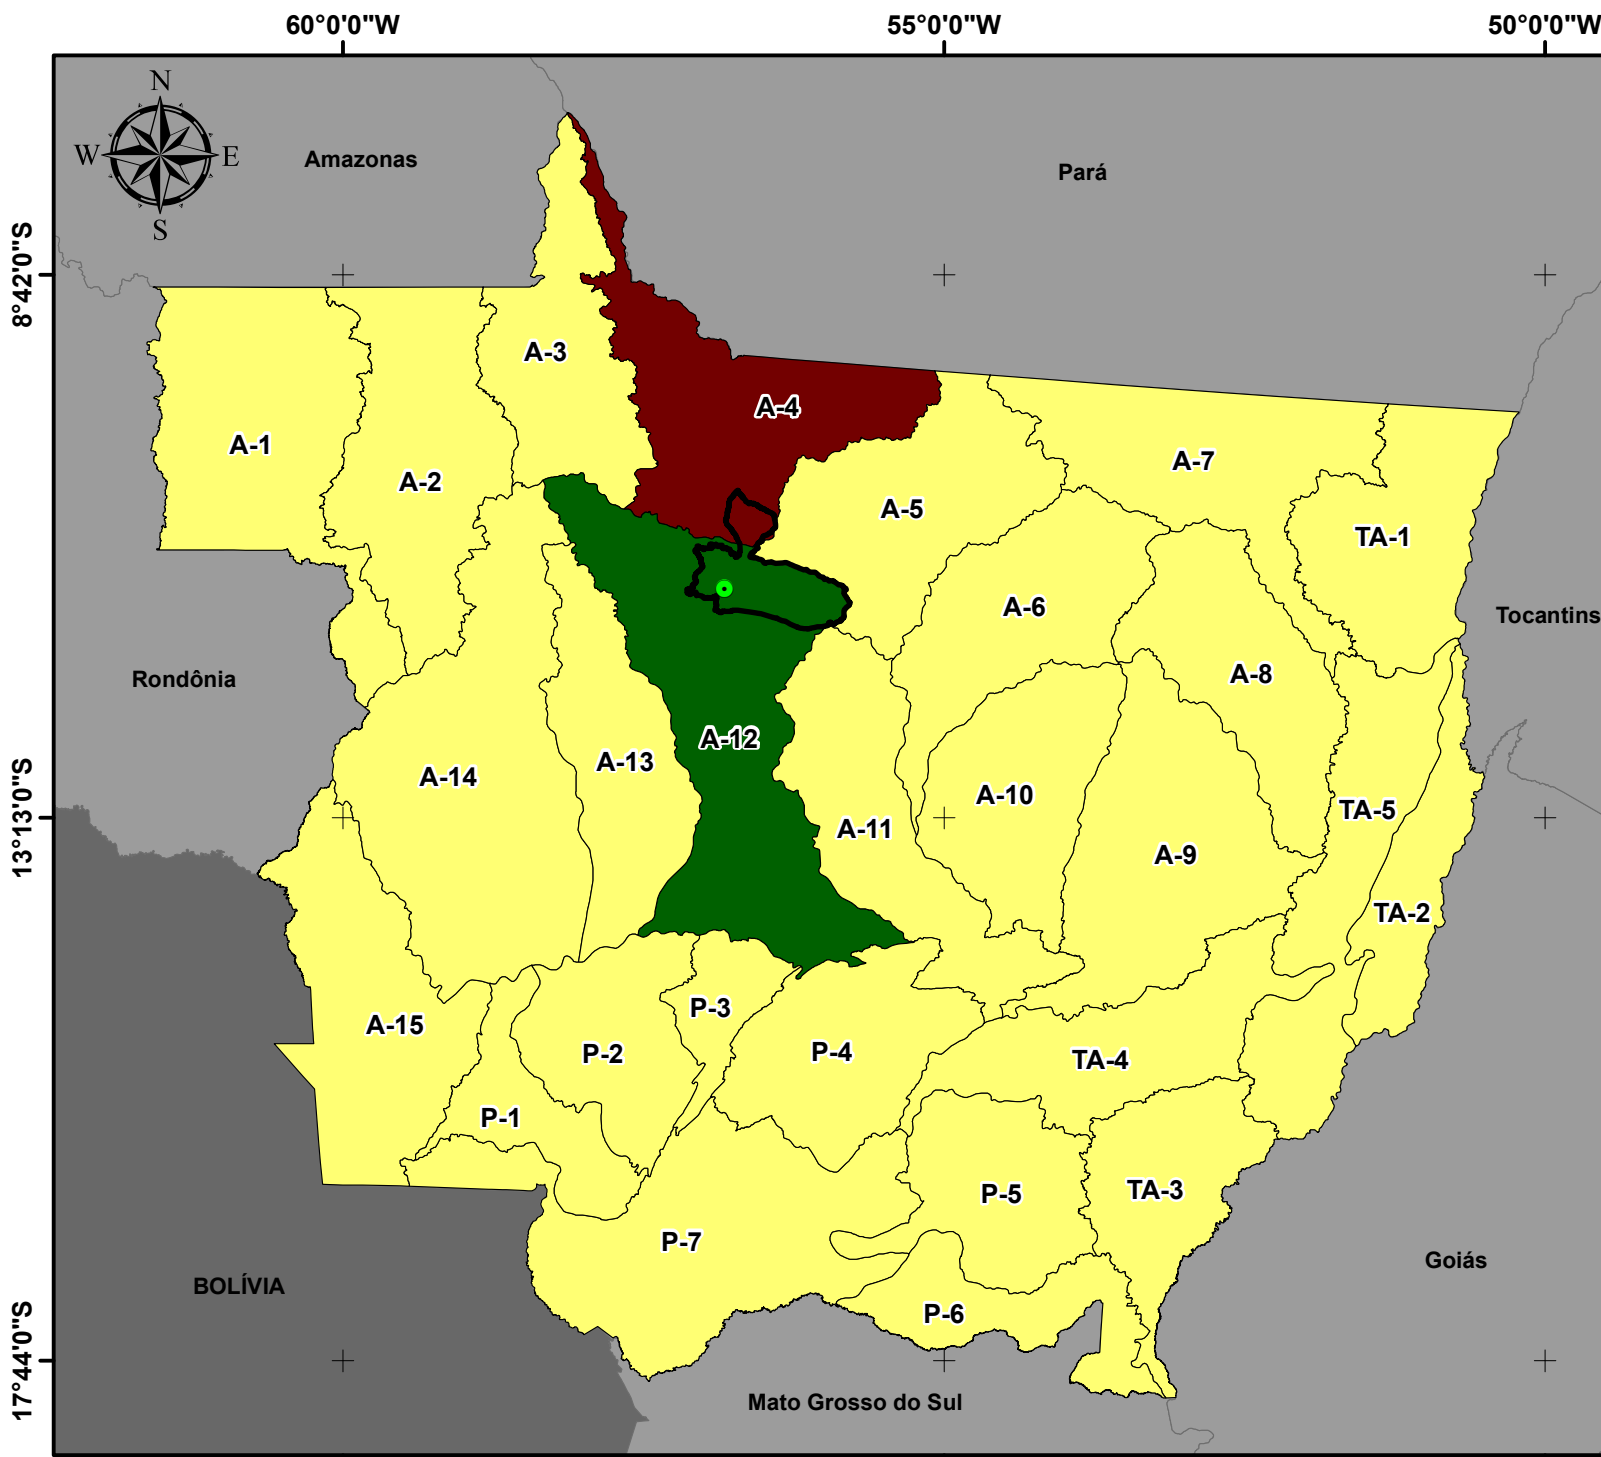 60°0'0"W
55°0'0"W
50°0'0"W
N
W
E
S
Amazonas
Pará
8°42'0"S
A-3
A-4
A-1
A-7
A-2
A-5
TA-1
A-6
Tocantins
Rondônia
A-8
A-12
A-13
A-14
A-10
TA-5
13°13'0"S
A-11
A-9
TA-2
P-3
A-15
P-2
P-4
TA-4
P-1
TA-3
P-5
P-7
Goiás
BOLÍVIA
P-6
17°44'0"S
Mato Grosso do Sul